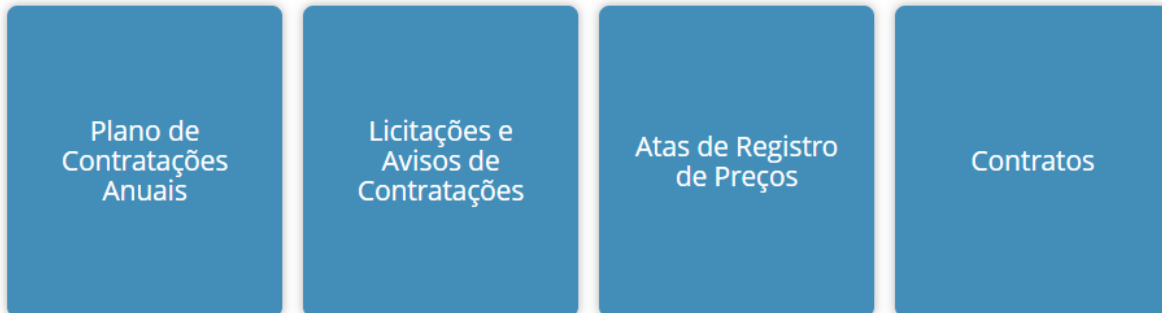 Plano de
Contratações
Anuais
Licitações e
Avisos de
Contratações
Atas de Registro
de Preços
Contratos